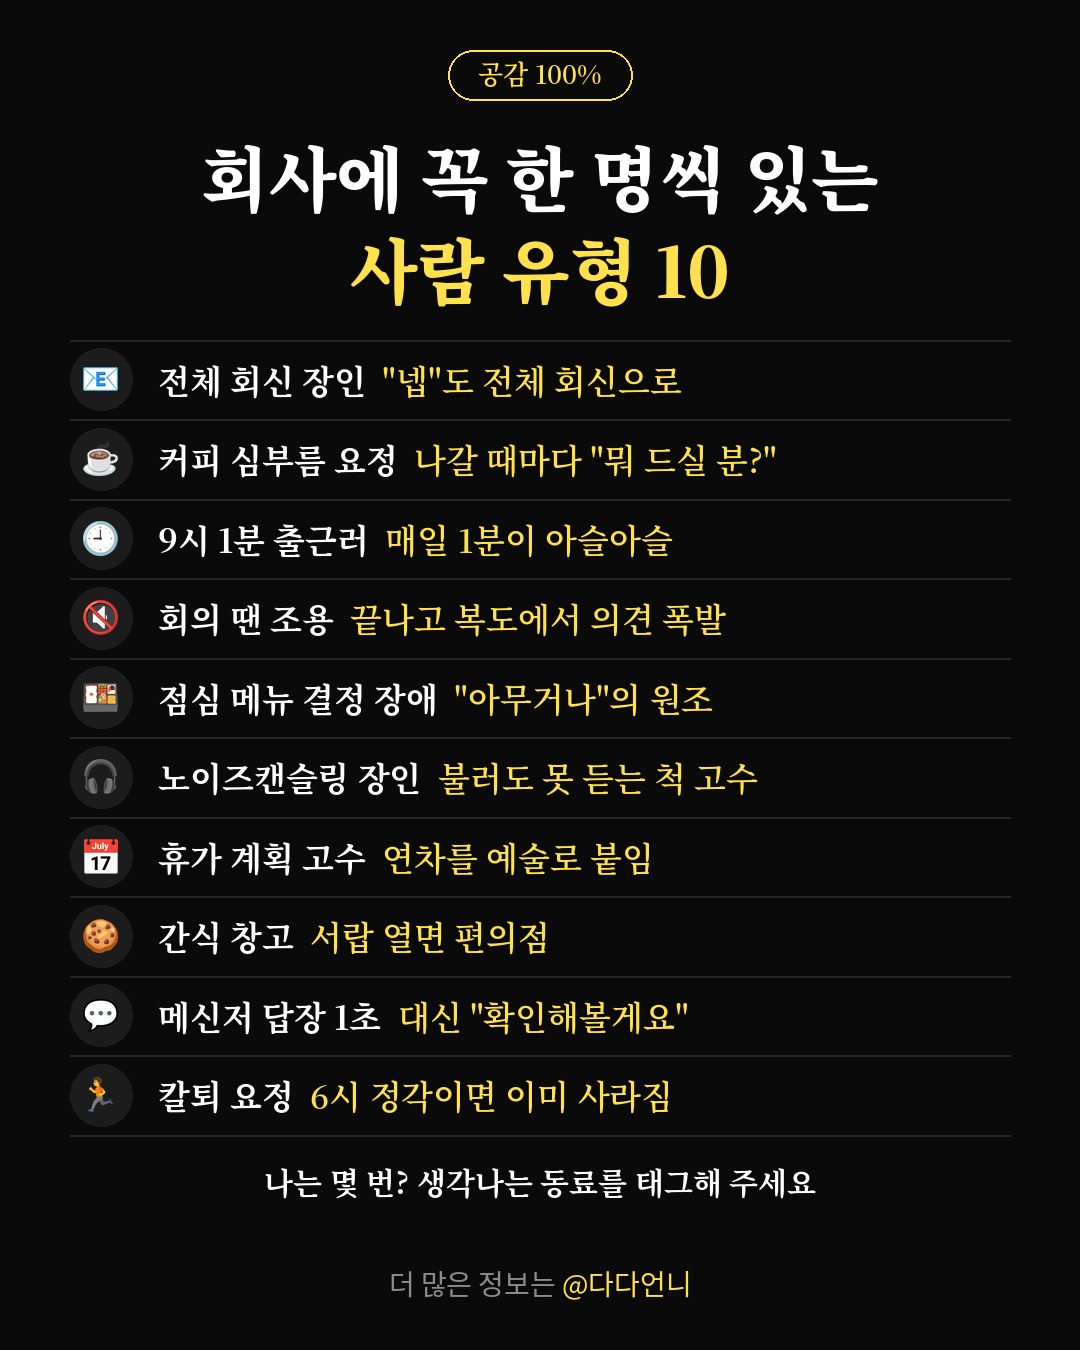 공감 100%
회사에 꼭 한 명씩 있는
사람 유형 10
전체 회신 장인 "넵"도 전체 회신으로
커피 심부름 요정 나갈 때마다 "뭐 드실 분?"
9시 1분 출근러 매일 1분이 아슬아슬
회의 땐 조용 끝나고 복도에서 의견 폭발
점심 메뉴 결정 장애 "아무거나"의 원조
노이즈캔슬링 장인 불러도 못 듣는 척 고수
July
17
휴가 계획 고수 연차를 예술로 붙임
간식 창고 서랍 열면 편의점
메신저 답장 1초 대신 "확인해볼게요"
칼퇴 요정 6시 정각이면 이미 사라짐
나는 몇 번? 생각나는 동료를 태그해 주세요
더 많은 정보는 @다다언니